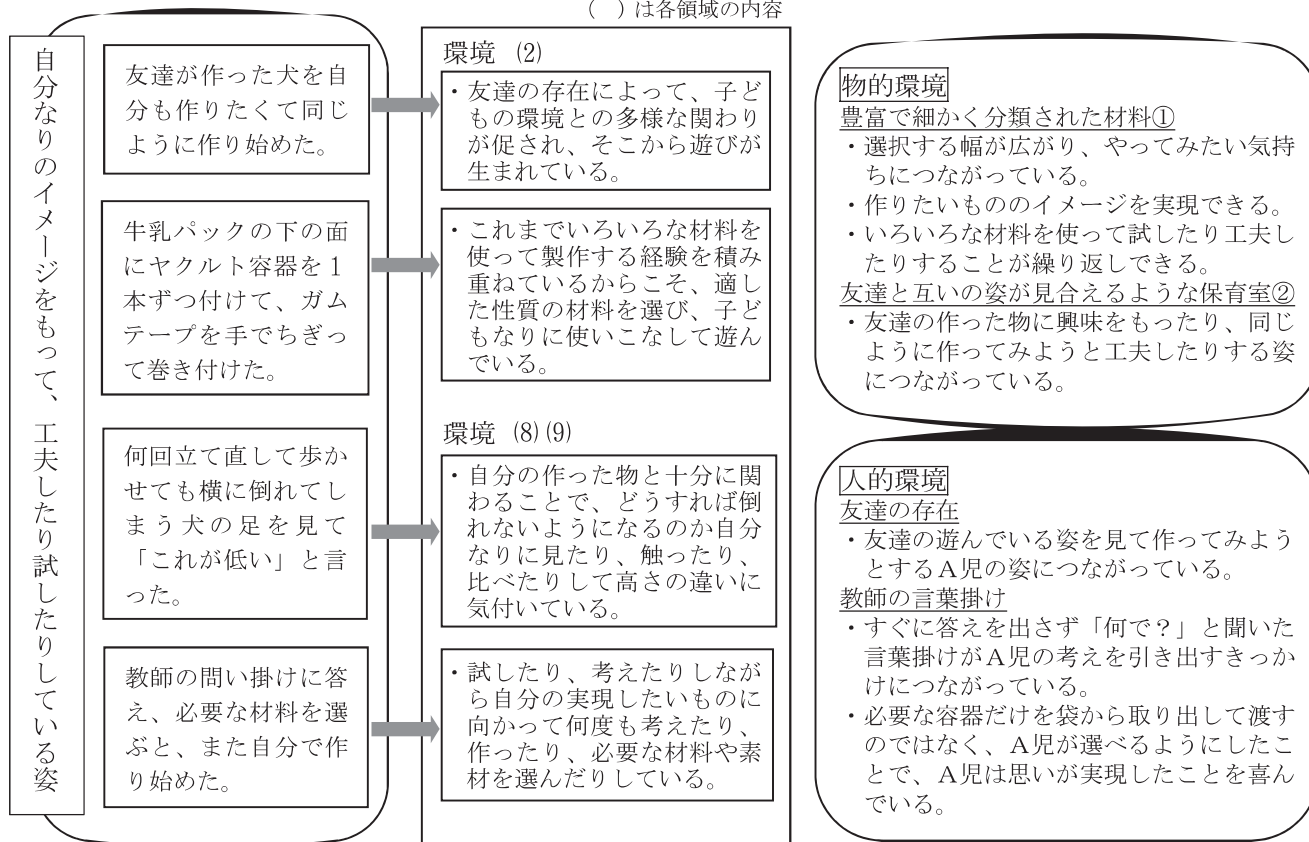 (　)は各領域の内容
自分なりのイメージをもって、工夫したり試したりしている姿
友達が作った犬を自
分も作りたくて同じ
ように作り始めた。
牛乳パックの下の面
にヤクルト容器を１
本ずつ付けて、ガム
テープを手でちぎっ
て巻き付けた。
何回立て直して歩か
せても横に倒れてし
まう犬の足を見て
「これが低い」と言
った。
教師の問い掛けに答
え、必要な材料を選
ぶと、また自分で作
り始めた。
環境 (2)
・友達の存在によって、子ど
もの環境との多様な関わり
が促され、そこから遊びが
生まれている。
・これまでいろいろな材料を
使って製作する経験を積み
重ねているからこそ、適し
た性質の材料を選び、子ど
もなりに使いこなして遊ん
でいる。
環境 (8)(9)
・自分の作った物と十分に関
わることで、どうすれば倒
れないようになるのか自分
なりに見たり、触ったり、
比べたりして高さの違いに
気付いている。
・試したり、考えたりしなが
ら自分の実現したいものに
向かって何度も考えたり、
作ったり、必要な材料や素
材を選んだりしている。
物的環境
豊富で細かく分類された材料①
・選択する幅が広がり、やってみたい気持
ちにつながっている。
・作りたいもののイメージを実現できる。
・いろいろな材料を使って試したり工夫し
たりすることが繰り返しできる。
友達と互いの姿が見合えるような保育室②
・友達の作った物に興味をもったり、同じ
ように作ってみようと工夫したりする姿
につながっている。
人的環境
友達の存在
・友達の遊んでいる姿を見て作ってみよう
とするＡ児の姿につながっている。
教師の言葉掛け
・すぐに答えを出さず「何で？」と聞いた
言葉掛けがＡ児の考えを引き出すきっか
けにつながっている。
・必要な容器だけを袋から取り出して渡す
のではなく、Ａ児が選べるようにしたこ
とで、Ａ児は思いが実現したことを喜ん
でいる。